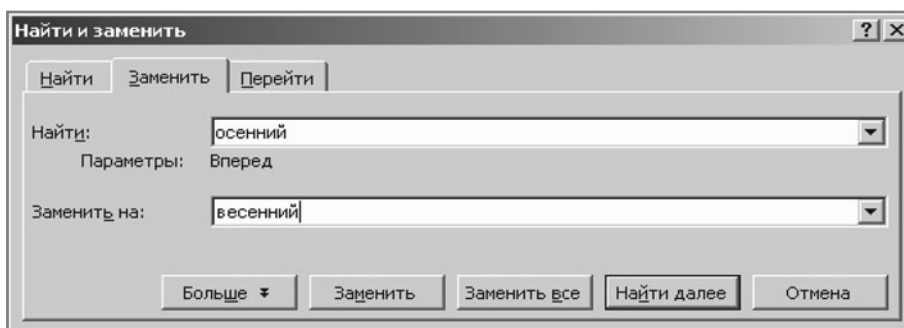 Найти и заменить
Найти Заменить Перейти
Найти: осенний
Параметры: Вперед
Заменить на: весенний
Больше Заменить Заменить все Найти далее Отмена